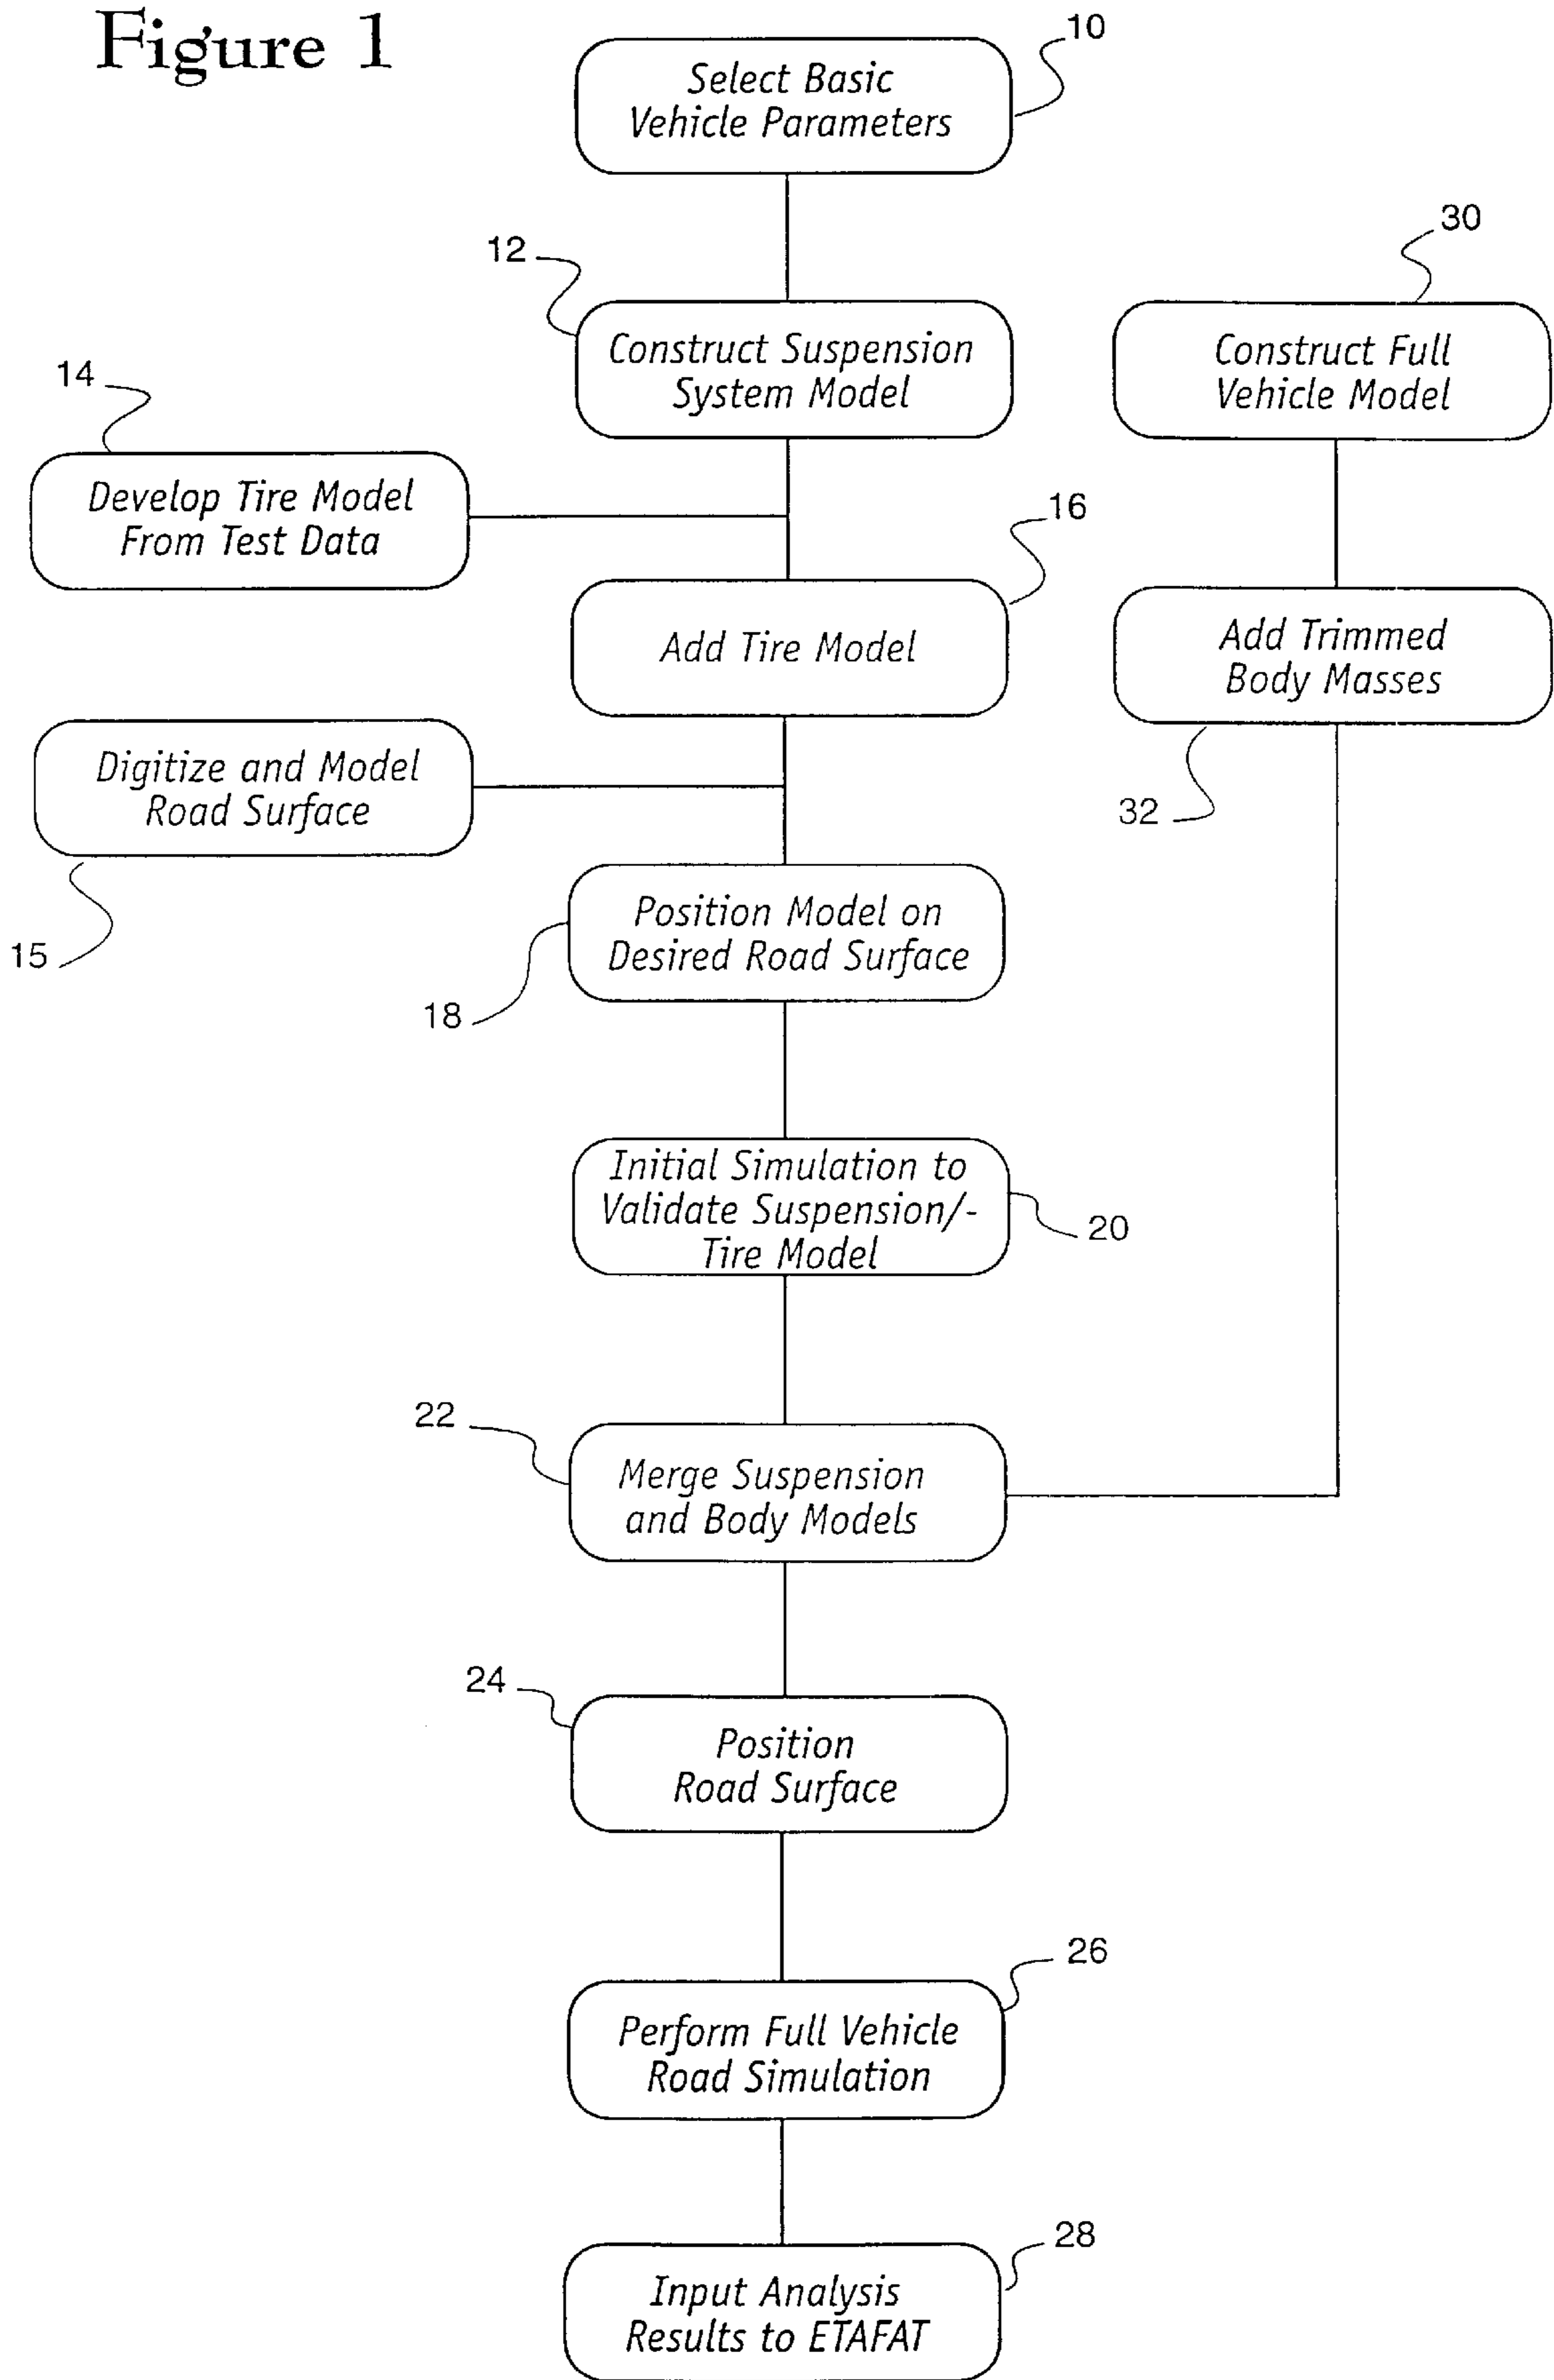 Figure 1
10
Select Basic
Vehicle Parameters
30
12
Construct Suspension
System Model
Construct Full
Vehicle Model
14
Develop Tire Model
From Test Data
16
Add Tire Model
Add Trimmed
Body Masses
32
Digitize and Model
Road Surface
15
Position Model on
Desired Road Surface
18
Initial Simulation to
Validate Suspension/-
Tire Model
20
22
Merge Suspension
and Body Models
24
Position
Road Surface
26
Perform Full Vehicle
Road Simulation
28
Input Analysis
Results to ETAFAT